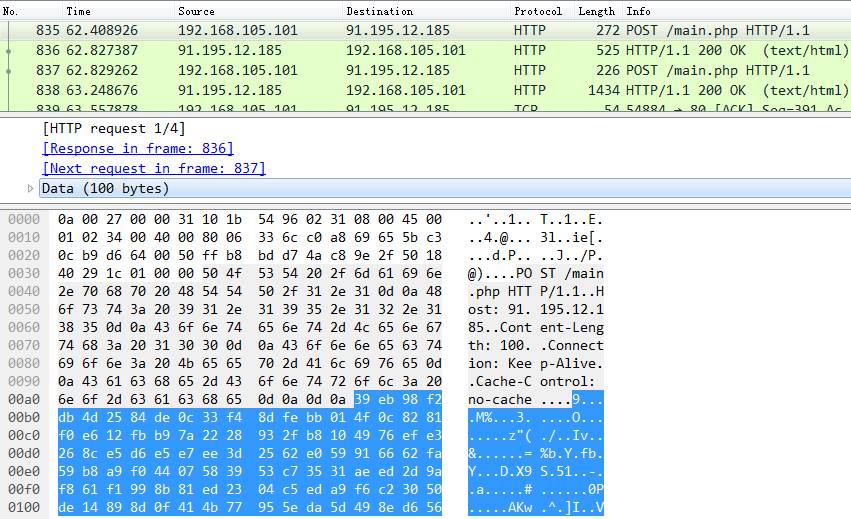 No. Time Source Destination Protocol Length Info
835 62.408926 192.168.105.101 91.195.12.185 HTTP 272 POST /main.php HTTP/1.1
836 62.827387 91.195.12.185 192.168.105.101 HTTP 525 HTTP/1.1 200 OK (text/html)
837 62.829262 192.168.105.101 91.195.12.185 HTTP 226 POST /main.php HTTP/1.1
838 63.248676 91.195.12.185 192.168.105.101 HTTP 1434 HTTP/1.1 200 OK (text/html)
839 63.557878 192.168.105.101 91.195.12.185 TCP 54 54884 → 80 [ACK] Seq=391 Ac
[HTTP request 1/4]
[Response in frame: 836]
[Next request in frame: 837]
Data (100 bytes)
0000 0a 00 27 00 00 31 10 1b 54 96 02 31 08 00 45 00 ..'..1.. T..1..E.
0010 01 02 34 00 40 00 80 06 33 6c c0 a8 69 65 5b c3 ..4.@... 3l..ie[.
0020 0c b9 d6 64 00 50 ff b8 bd d7 4a c8 9e 2f 50 18 ...d.P.. ..J../P.
0030 40 29 1c 01 00 00 50 4f 53 54 20 2f 6d 61 69 6e @)....PO ST /main
0040 2e 70 68 70 20 48 54 54 50 2f 31 2e 31 0d 0a 48 .php HTT P/1.1..H
0050 6f 73 74 3a 20 39 31 2e 31 39 35 2e 31 32 2e 31 ost: 91. 195.12.1
0060 38 35 0d 0a 43 6f 6e 74 65 6e 74 2d 4c 65 6e 67 85..Cont ent-Leng
0070 74 68 3a 20 31 30 30 0d 0a 43 6f 6e 6e 65 63 74 th: 100. .Connect
0080 69 6f 6e 3a 20 4b 65 65 70 2d 41 6c 69 76 65 0d ion: Kee p-Alive.
0090 0a 43 61 63 68 65 2d 43 6f 6e 74 72 6f 6c 3a 20 .Cache-C ontrol:
00a0 6e 6f 2d 63 61 63 68 65 0d 0a 0d 0a 39 eb 98 f2 no-cache ....9...
00b0 db 4d 25 84 de 0c 33 f4 8d fe bb 01 4f 0c 82 81 .M%...3. ....O...
00c0 f0 e6 12 fb b9 7a 22 28 93 2f b8 10 49 76 ef e3 .....z"( ./..Iv..
00d0 26 8c e5 d6 e5 e7 ee 3d 25 62 e0 59 91 66 62 fa &......= %b.Y.fb.
00e0 59 b8 a9 f0 44 07 58 39 53 c7 35 31 ae ed 2d 9a Y...D.X9 S.51..-.
00f0 f8 61 f1 99 8b 81 ed 23 04 c5 ed a9 f6 c2 30 50 .a.....# ......0P
0100 de 14 89 8d 0f 41 4b 77 95 5e da 5d 49 8e d6 56 .....AKw .^.]I..V